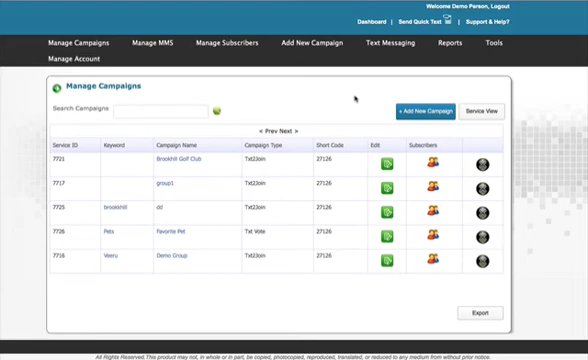 Welcome Demo Person, Logout
Dashboard | Send Quick Text | Support & Help?
Manage Campaigns Manage MMS Manage Subscribers Add New Campaign Text Messaging Reports Tools
Manage Account
Manage Campaigns
Search Campaigns
+ Add New Campaign Service View
< Prev Next >
Service ID Keyword Campaign Name Campaign Type Short Code Edit Subscribers
7721 Brookhill Golf Club Txt2Join 27126
7717 group1 Txt2Join 27126
7725 brookhill dd Txt2Join 27126
7726 Pets Favorite Pet Txt Vote 27126
7716 Veeru Demo Group Txt2Join 27126
Export
All Rights Reserved.This product may not, in whole or in part, be copied, photocopied, reproduced, translated, or reduced to any medium from without prior notice.